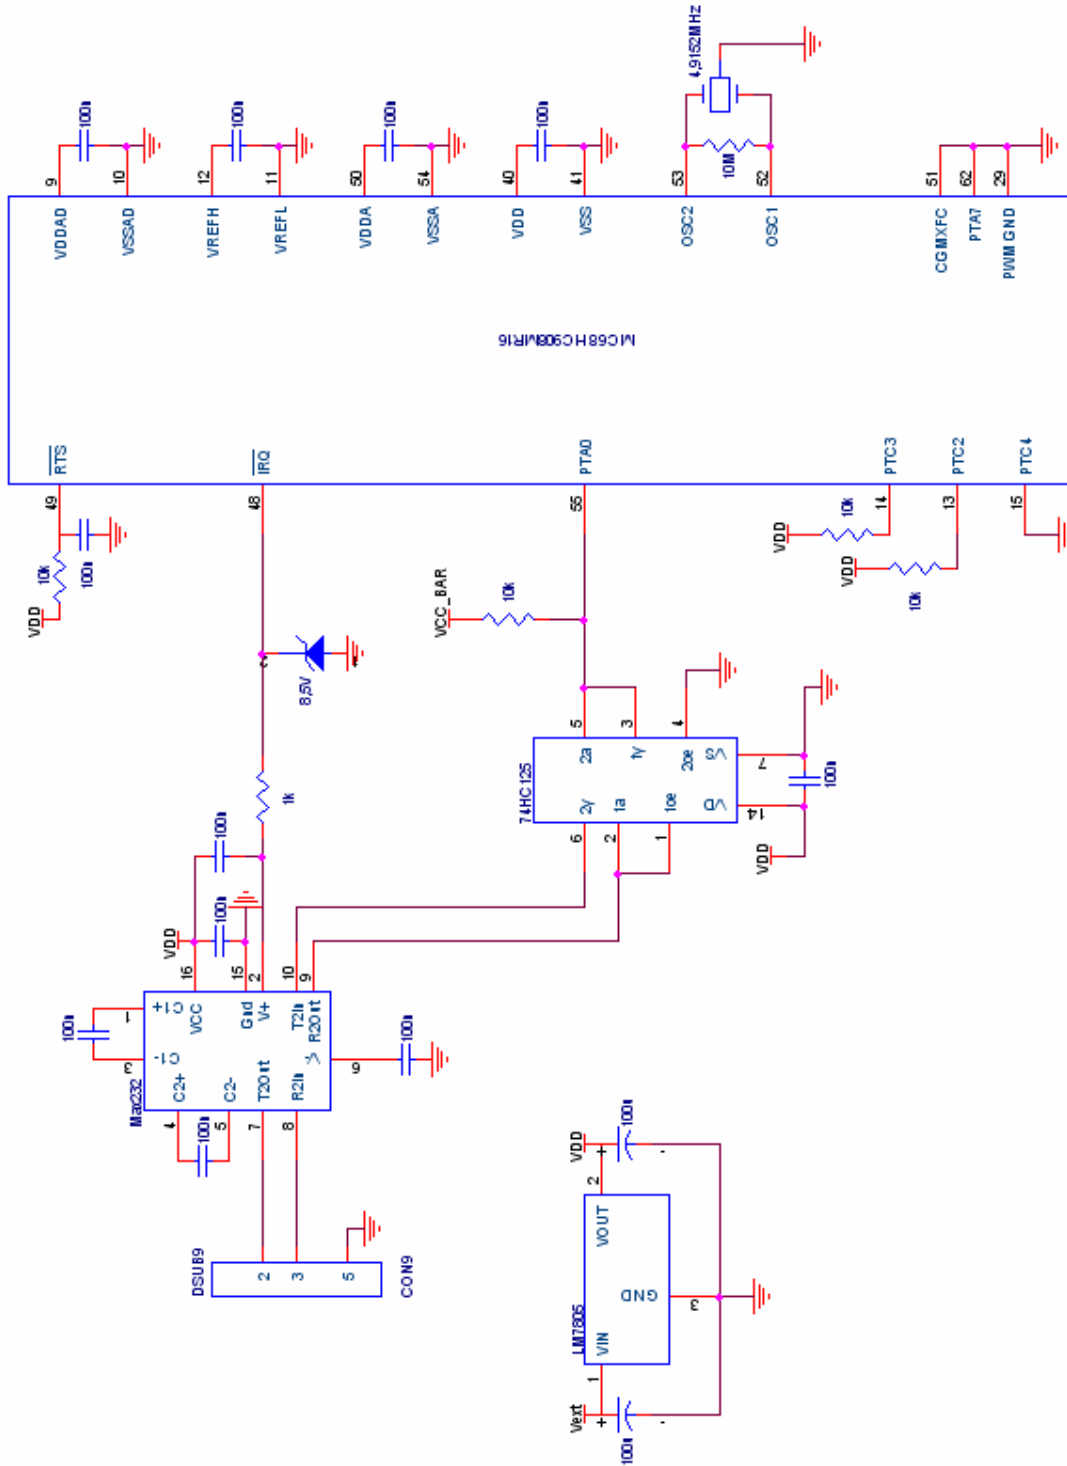 4,9152MHz
100n
100n
100n
100n
10M
9
10
12
11
50
54
40
41
53
52
51
62
29
VDDAD
VSSAD
VREFH
VREFL
VDDA
VSSA
VDD
VSS
OSC2
OSC1
CGMXFC
PTA7
PWMGND
MC68HC908MR16
RTS
IRQ
PTA0
PTC3
PTC2
PTC4
49
48
55
14
13
15
VDD
10k
100n
8,5V
VCC_BAR
10k
VDD
10k
VDD
10k
1k
74HC125
5
3
4
2a
1y
2oe
2y
1a
1oe
6
2
1
7
14
100n
VDD
100n
100n
VDD
16
15
2
10
9
100n
1
3
C1+
C1-
VCC
Gnd
V+
T2In
R2Out
Max232
C2+
C2-
T2Out
R2In
V-
6
100n
4
5
7
8
100n
DSUB9
2
3
5
CON9
LM7805
VIN
VOUT
GND
1
2
3
VDD
+
-
100n
Vext
+
-
100n